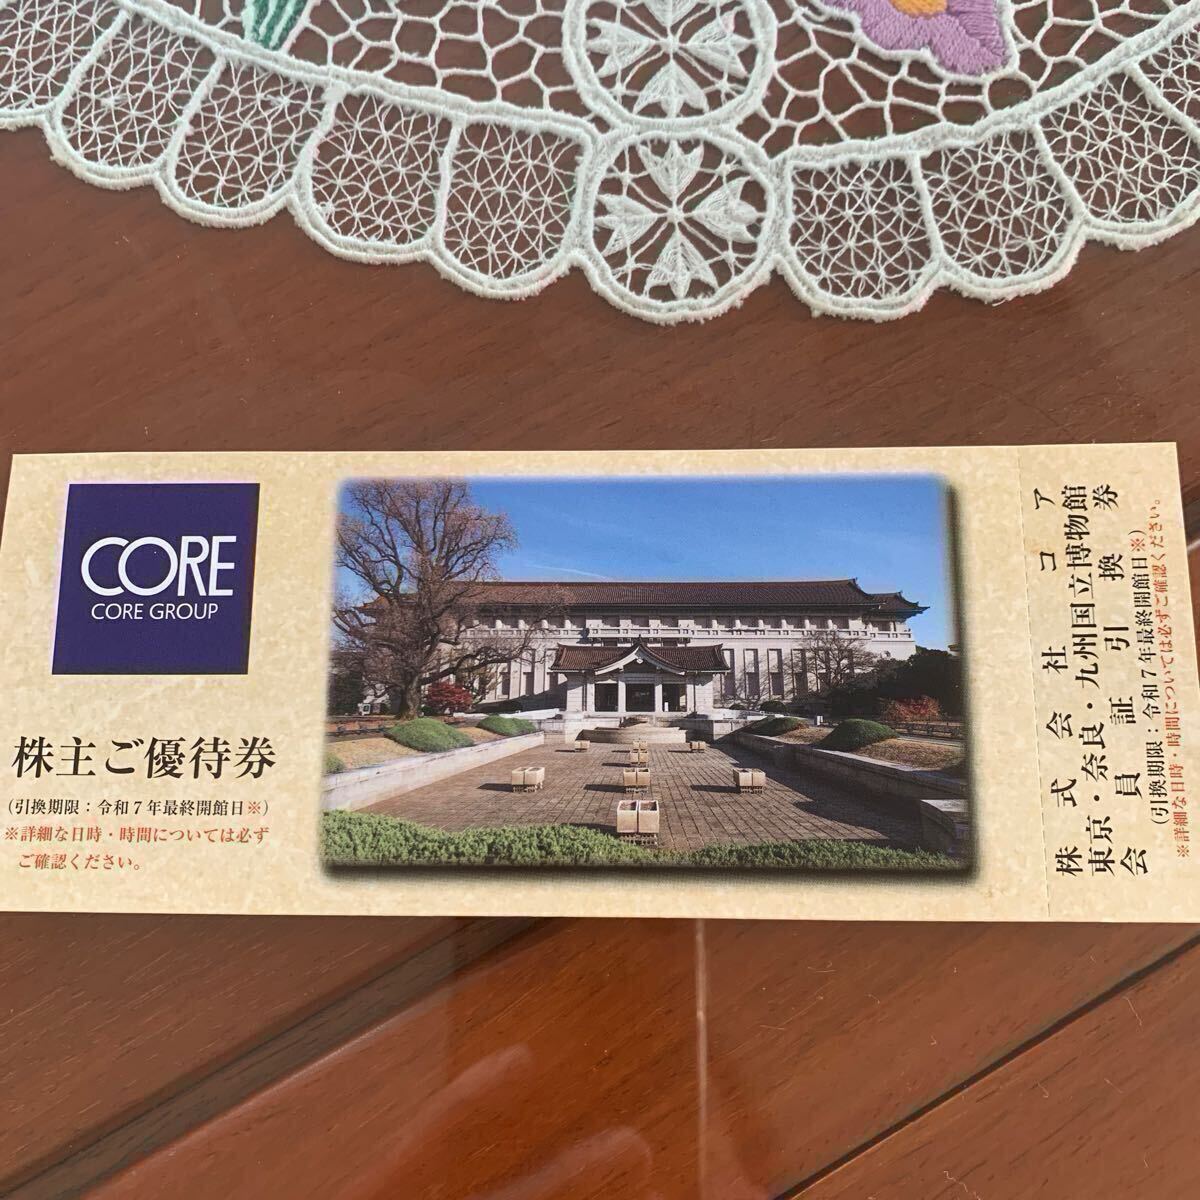 CORE
CORE GROUP
株主ご優待券
（引換期限：令和７年最終開館日※）
※詳細な日時・時間については必ず
ご確認ください。
株式会社コア
東京・奈良・九州国立博物館
会員証引換券
（引換期限：令和７年最終開館日※）
※詳細な日時・時間については必ずご確認ください。